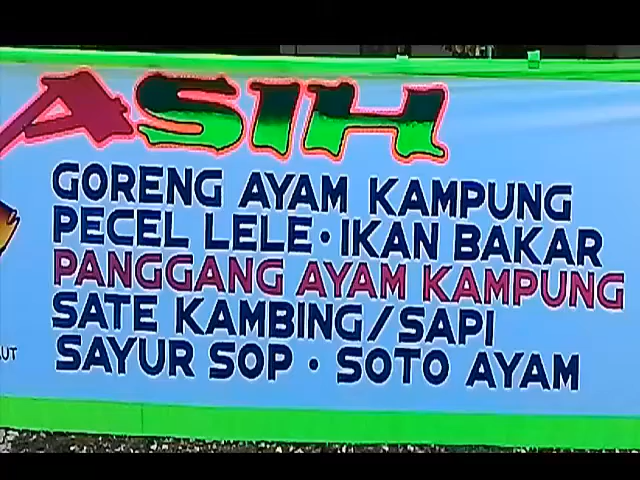 ASIH
GORENG AYAM KAMPUNG
PECEL LELE • IKAN BAKAR
PANGGANG AYAM KAMPUNG
SATE KAMBING/SAPI
SAYUR SOP • SOTO AYAM